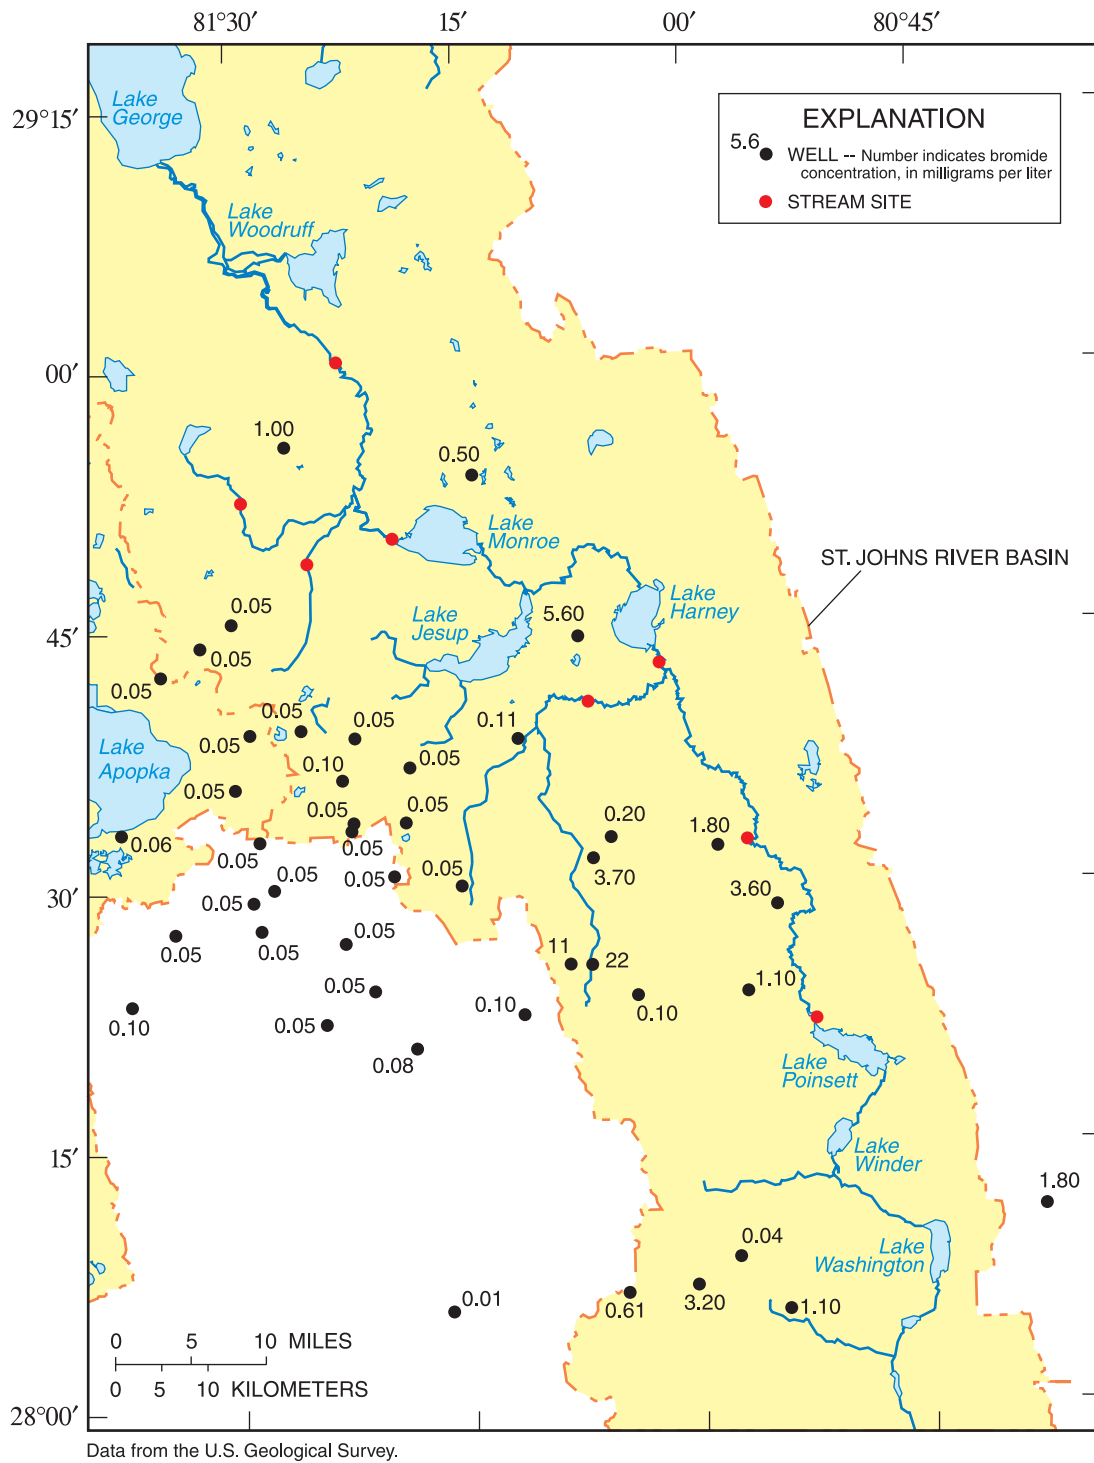 81°30′
15′
00′
80°45′
29°15′
00′
45′
30′
15′
28°00′
EXPLANATION
5.6
WELL -- Number indicates bromide
concentration, in milligrams per liter
STREAM SITE
Lake
George
Lake
Woodruff
1.00
0.50
Lake
Monroe
ST. JOHNS RIVER BASIN
Lake
Harney
Lake
Jesup
5.60
0.05
0.05
0.05
0.05
0.05
0.05
0.11
Lake
Apopka
0.10
0.05
0.05
0.05
0.05
0.20
1.80
0.06
0.05
0.05
0.05
0.05
0.05
3.70
3.60
0.05
0.05
0.05
0.05
0.05
11
22
0.05
1.10
0.10
0.05
0.10
0.10
0.08
Lake
Poinsett
Lake
Winder
1.80
0.04
Lake
Washington
0.01
0.61
3.20
1.10
0 5 10 MILES
0 5 10 KILOMETERS
Data from the U.S. Geological Survey.